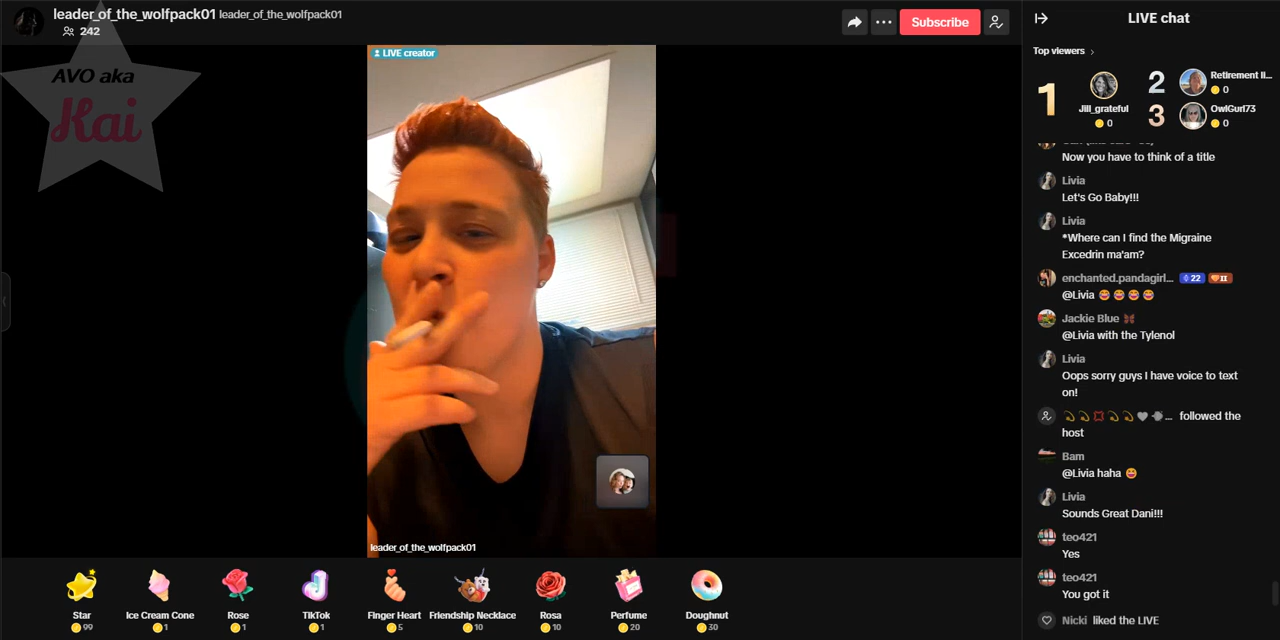 leader_of_the_wolfpack01 leader_of_the_wolfpack01
242
Subscribe
AVO aka
Kai
LIVE creator
leader_of_the_wolfpack01
Star
99
Ice Cream Cone
1
Rose
1
TikTok
1
Finger Heart
5
Friendship Necklace
10
Rosa
10
Perfume
20
Doughnut
30
LIVE chat
Top viewers
1
Jill_grateful
0
2
Retirement li...
0
3
OwlGurl73
0
Now you have to think of a title
Livia
Let's Go Baby!!!
Livia
*Where can I find the Migraine
Excedrin ma'am?
enchanted.pandagirl... 22 II
@Livia 😆😆😆😆
Jackie Blue
@Livia with the Tylenol
Livia
Oops sorry guys I have voice to text
on!
... followed the
host
Bam
@Livia haha 😆
Livia
Sounds Great Dani!!!
teo421
Yes
teo421
You got it
Nicki liked the LIVE